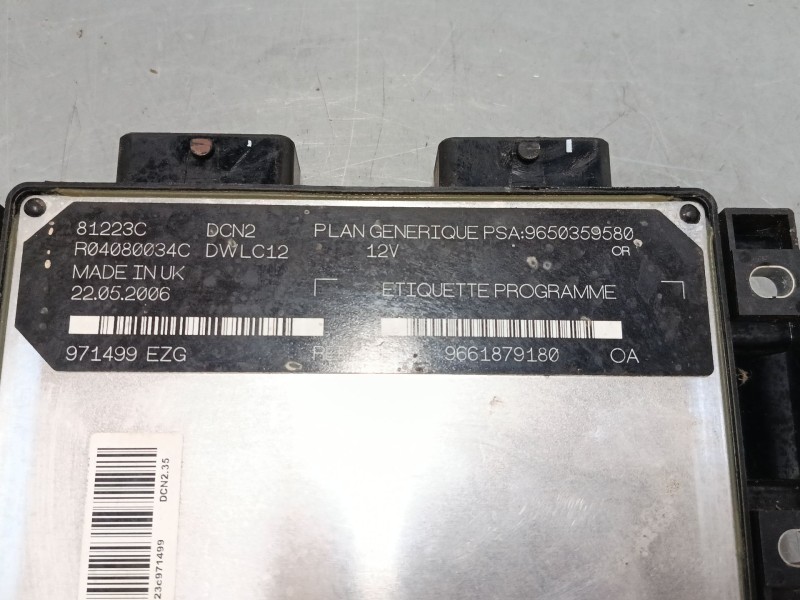 81223C DCN2 PLAN GENERIQUE PSA:9650359580
R04080034C DWLC12 12V OR
MADE IN UK
22.05.2006 ETIQUETTE PROGRAMME
971499 EZG 9661879180 OA
DCN2.35
23c971499